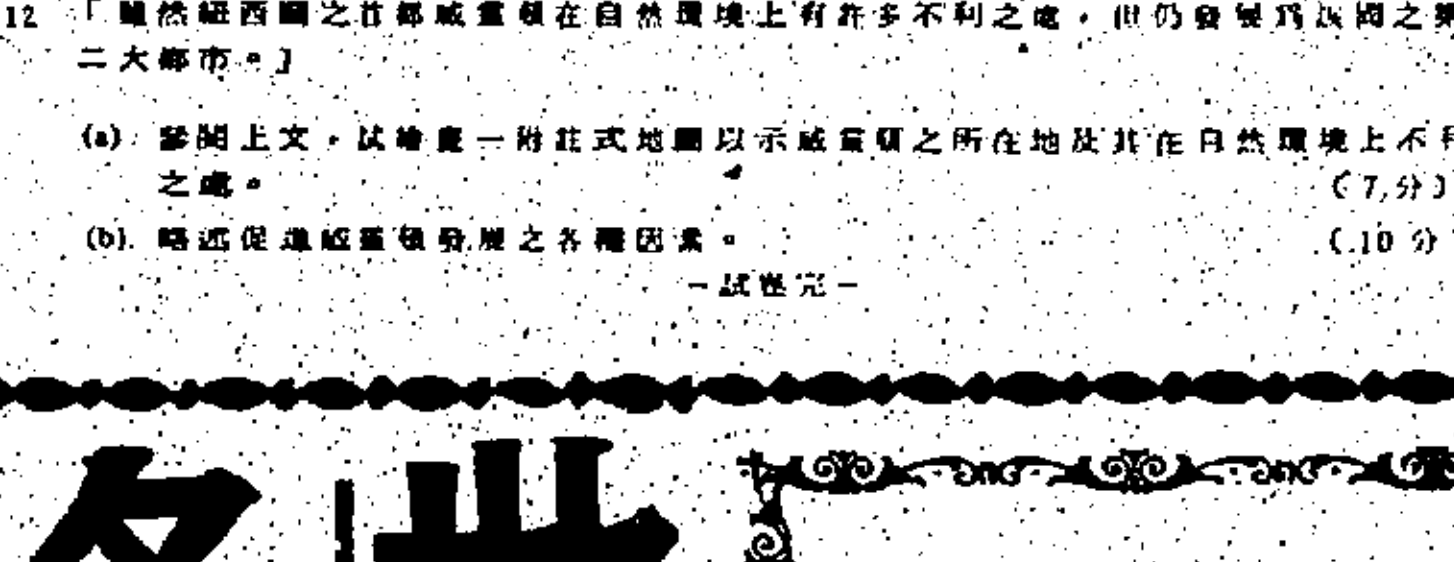 12 「雖然紐西蘭之首都威靈頓在自然環境上有許多不利之處，但仍發展爲該國之第
二大都市。」
(a) 參閱上文，試繪畫一附註式地圖以示威靈頓之所在地及其在自然環境上不利
之處。 (7分)
(b) 略述促進威靈頓發展之各種因素。 (10分)
－試卷完－